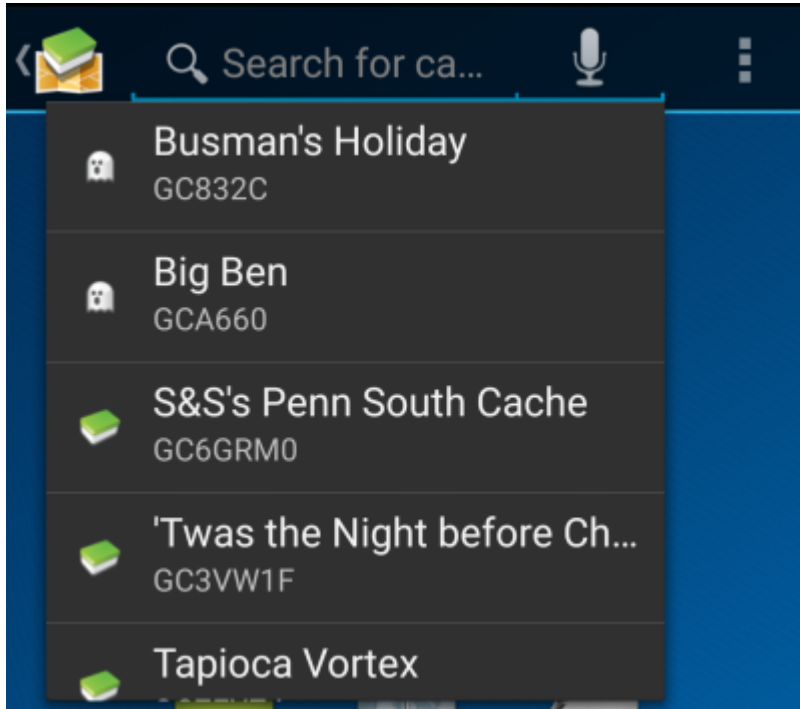 Search for ca...
Busman's Holiday
GC832C
Big Ben
GCA660
S&S's Penn South Cache
GC6GRM0
'Twas the Night before Ch...
GC3VW1F
Tapioca Vortex